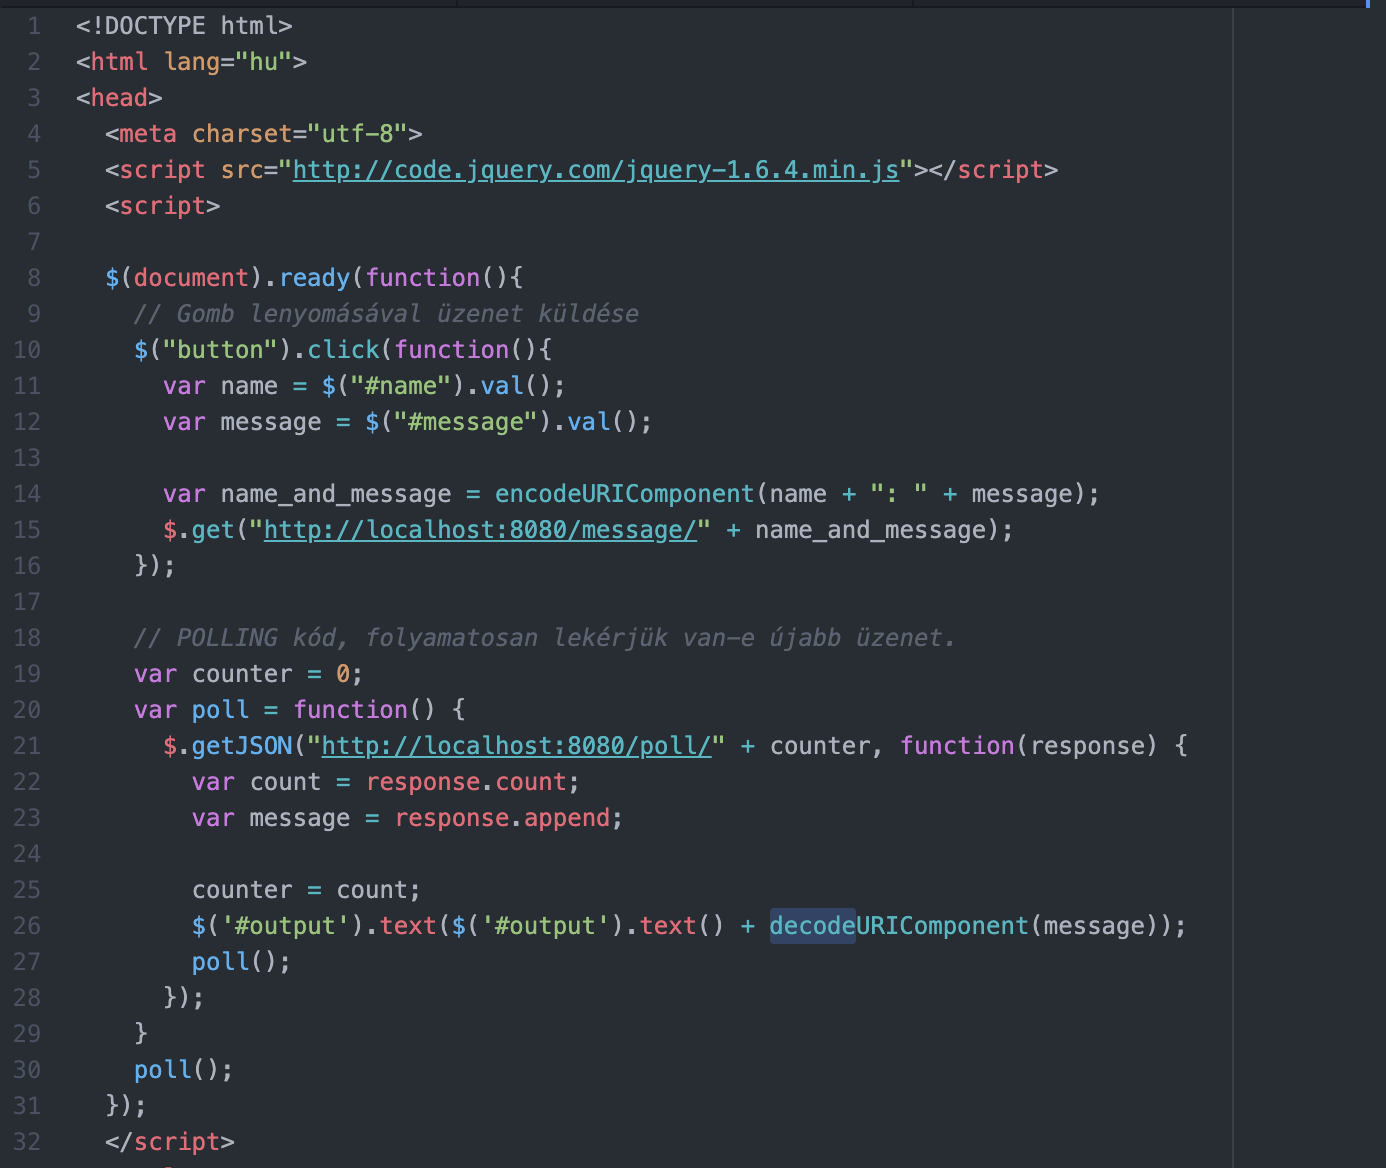 1 <!DOCTYPE html>
2 <html lang="hu">
3 <head>
4 <meta charset="utf-8">
5 <script src="http://code.jquery.com/jquery-1.6.4.min.js"></script>
6 <script>
7
8 $(document).ready(function(){
9 // Gomb lenyomásával üzenet küldése
10 $("button").click(function(){
11 var name = $("#name").val();
12 var message = $("#message").val();
13
14 var name_and_message = encodeURIComponent(name + ": " + message);
15 $.get("http://localhost:8080/message/" + name_and_message);
16 });
17
18 // POLLING kód, folyamatosan lekérjük van-e újabb üzenet.
19 var counter = 0;
20 var poll = function() {
21 $.getJSON("http://localhost:8080/poll/" + counter, function(response) {
22 var count = response.count;
23 var message = response.append;
24
25 counter = count;
26 $('#output').text($('#output').text() + decodeURIComponent(message));
27 poll();
28 });
29 }
30 poll();
31 });
32 </script>